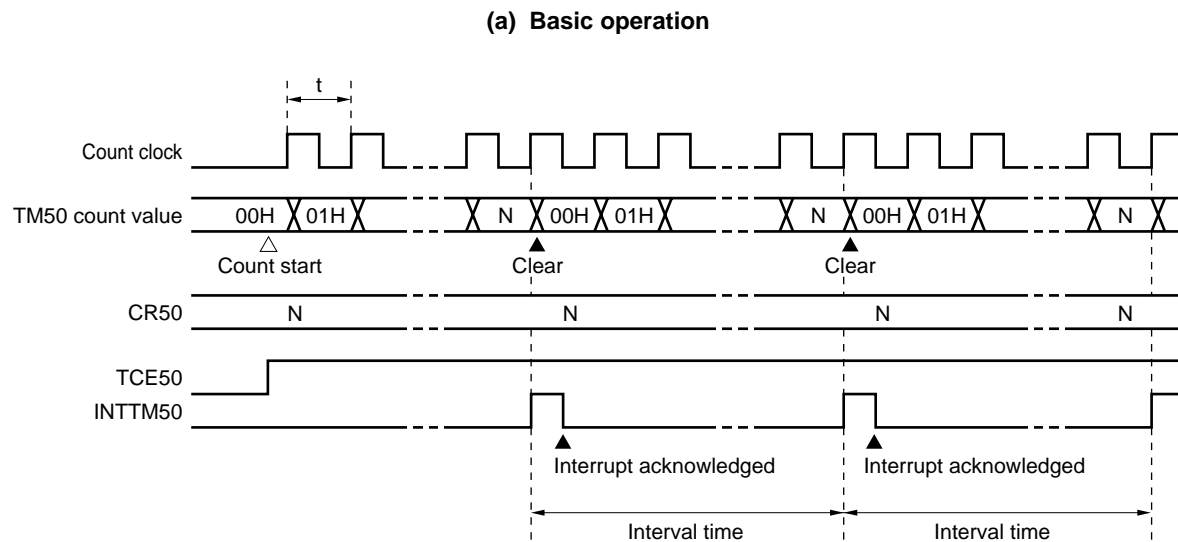 (a) Basic operation
t
Count clock
TM50 count value 00H 01H N 00H 01H N 00H 01H N
Count start Clear Clear
CR50 N N N N
TCE50
INTTM50
Interrupt acknowledged Interrupt acknowledged
Interval time Interval time